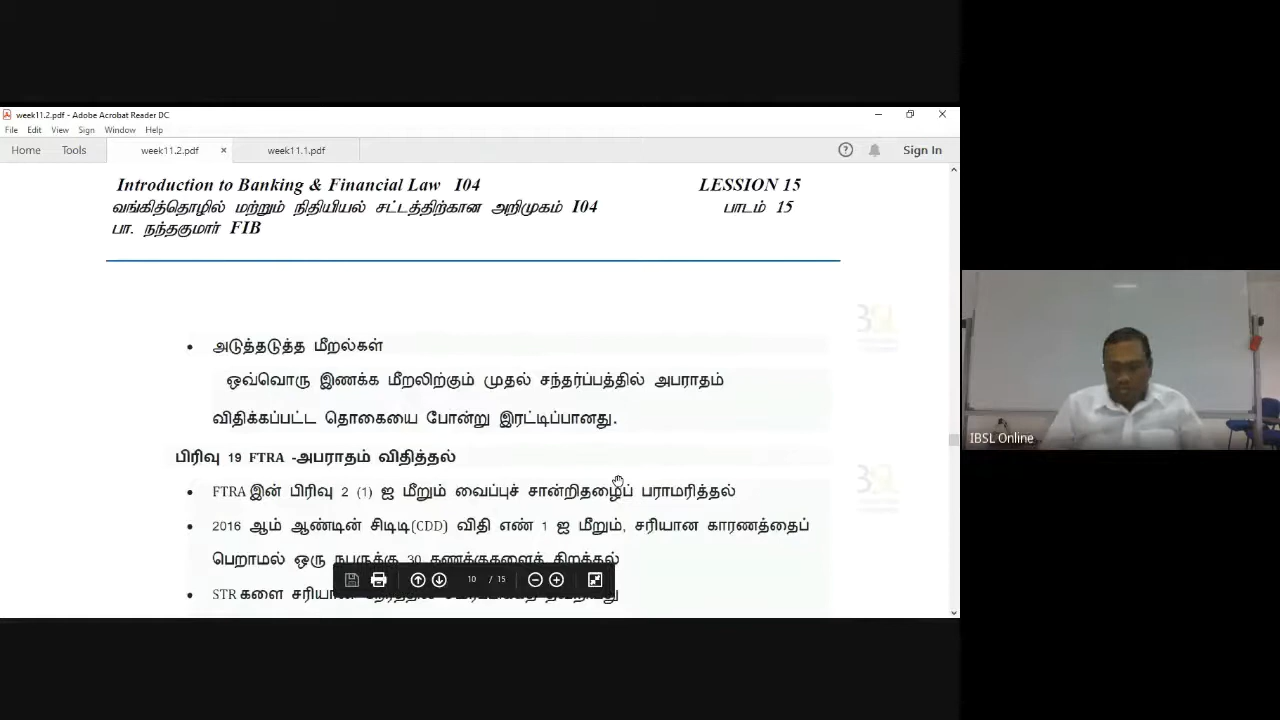 week11.2.pdf - Adobe Acrobat Reader DC
File Edit View Sign Window Help
Home Tools week11.2.pdf × week11.1.pdf Sign In
Introduction to Banking & Financial Law I04 LESSION 15
வங்கித்தொழில் மற்றும் நிதியியல் சட்டத்திற்கான அறிமுகம் I04 பாடம் 15
பா. நந்தகுமார் FIB
• அடுத்தடுத்த மீறல்கள்
ஒவ்வொரு இணக்க மீறலிற்கும் முதல் சந்தர்ப்பத்தில் அபராதம்
விதிக்கப்பட்ட தொகையை போன்று இரட்டிப்பானது.
பிரிவு 19 FTRA -அபராதம் விதித்தல்
• FTRA இன் பிரிவு 2 (1) ஐ மீறும் வைப்புச் சான்றிதழைப் பராமரித்தல்
• 2016 ஆம் ஆண்டின் சிடிடி(CDD) விதி எண் 1 ஐ மீறும், சரியான காரணத்தைப்
பெறாமல் ஒரு நபருக்கு 30 கணக்குகளைத் திறத்தல்
• STR களை சரியான
10 / 15
IBSL Online